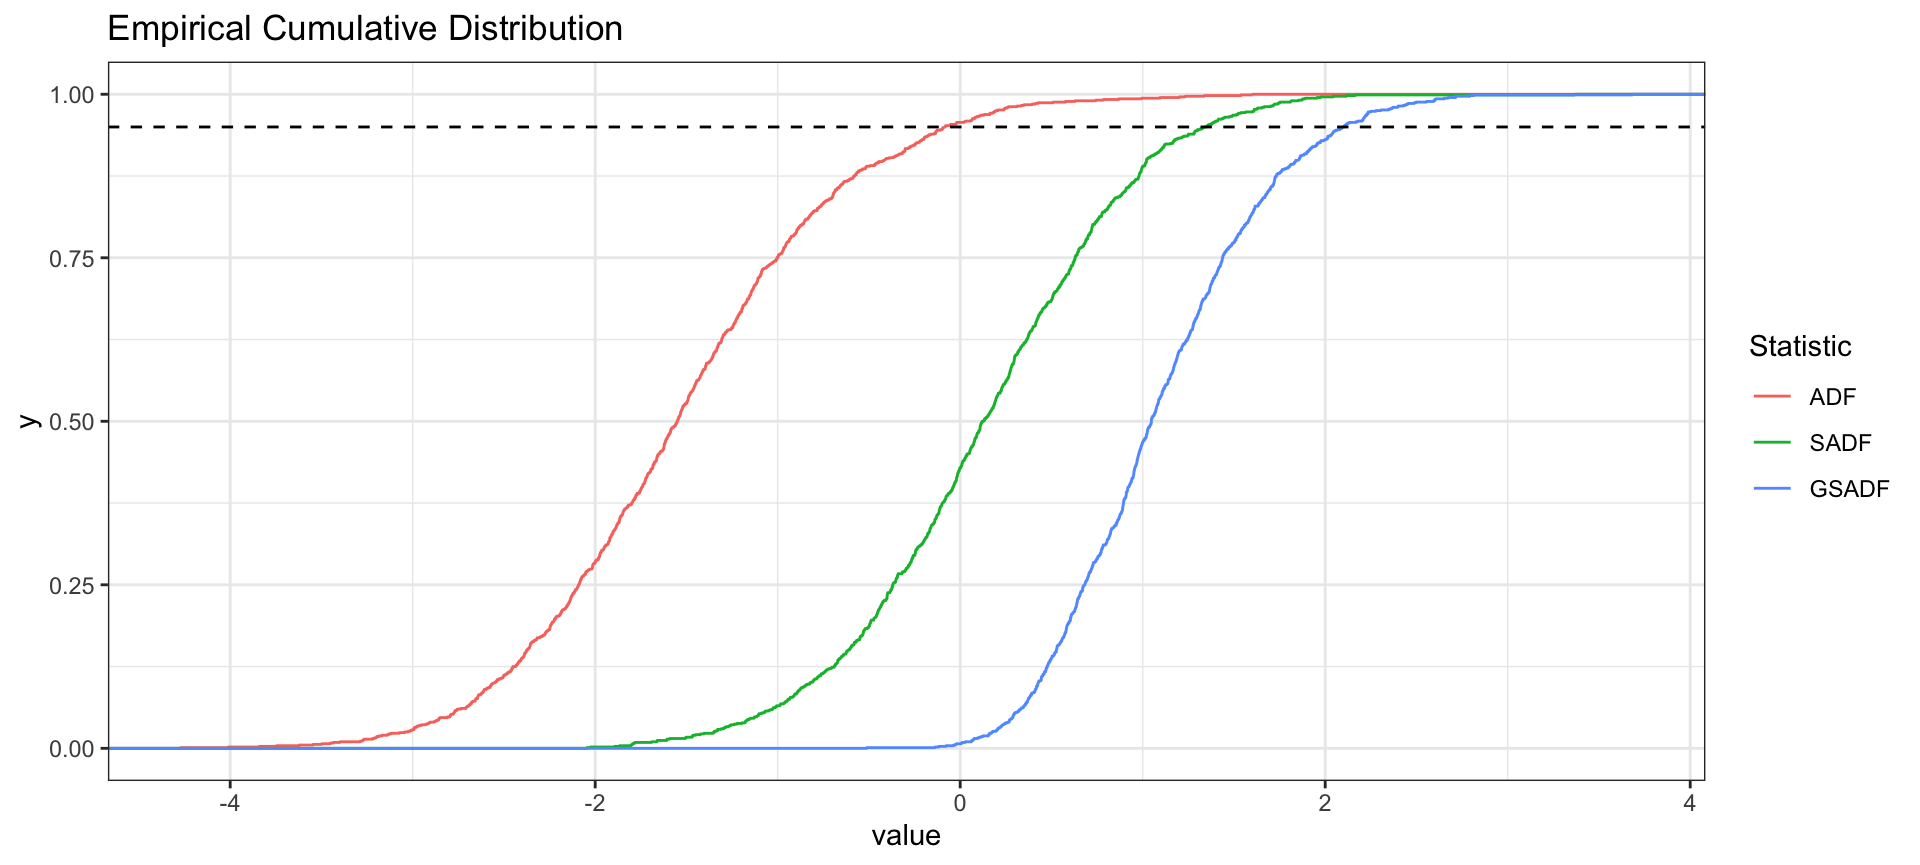 Empirical Cumulative Distribution
y
1.00
0.75
0.50
0.25
0.00
-4
-2
0
2
4
value
Statistic
ADF
SADF
GSADF